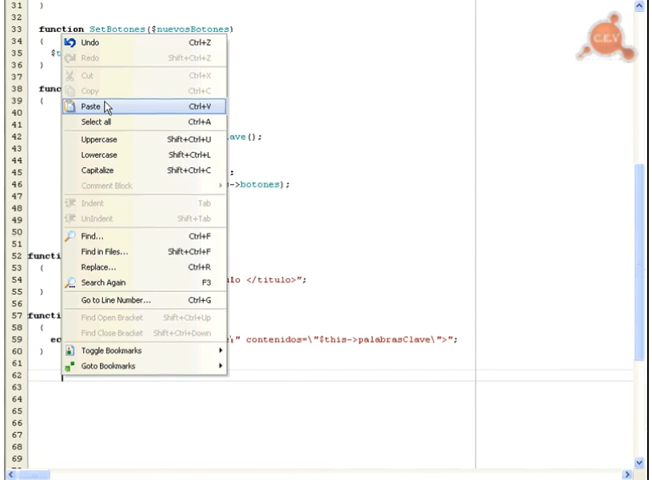 31 }
32
33 function SetBotones($nuevosBotones)
34 {
Undo Ctrl+Z
35 $t
Redo Shift+Ctrl+Z
36 }
37
Cut Ctrl+X
38 func
Copy Ctrl+C
39 {
Paste Ctrl+V
40
Select all Ctrl+A
41
42 ave();
Uppercase Shift+Ctrl+U
43
Lowercase Shift+Ctrl+L
44
45 ;
Capitalize Shift+Ctrl+C
46 ->botones);
Comment Block
47
Indent Tab
48
UnIndent Shift+Tab
49
50
Find... Ctrl+F
51
Find in Files... Shift+Ctrl+F
52 functi
Replace... Ctrl+R
53 {
Search Again F3
54 </titulo>";
55 }
Go to Line Number... Ctrl+G
56
57 functi
Find Open Bracket Shift+Ctrl+Up
58 {
Find Close Bracket Shift+Ctrl+Down
59 ec \" contenidos=\"$this->palabrasClave\">";
60 }
Toggle Bookmarks
61
Goto Bookmarks
62
63
64
65
66
67
68
69
C.E.V